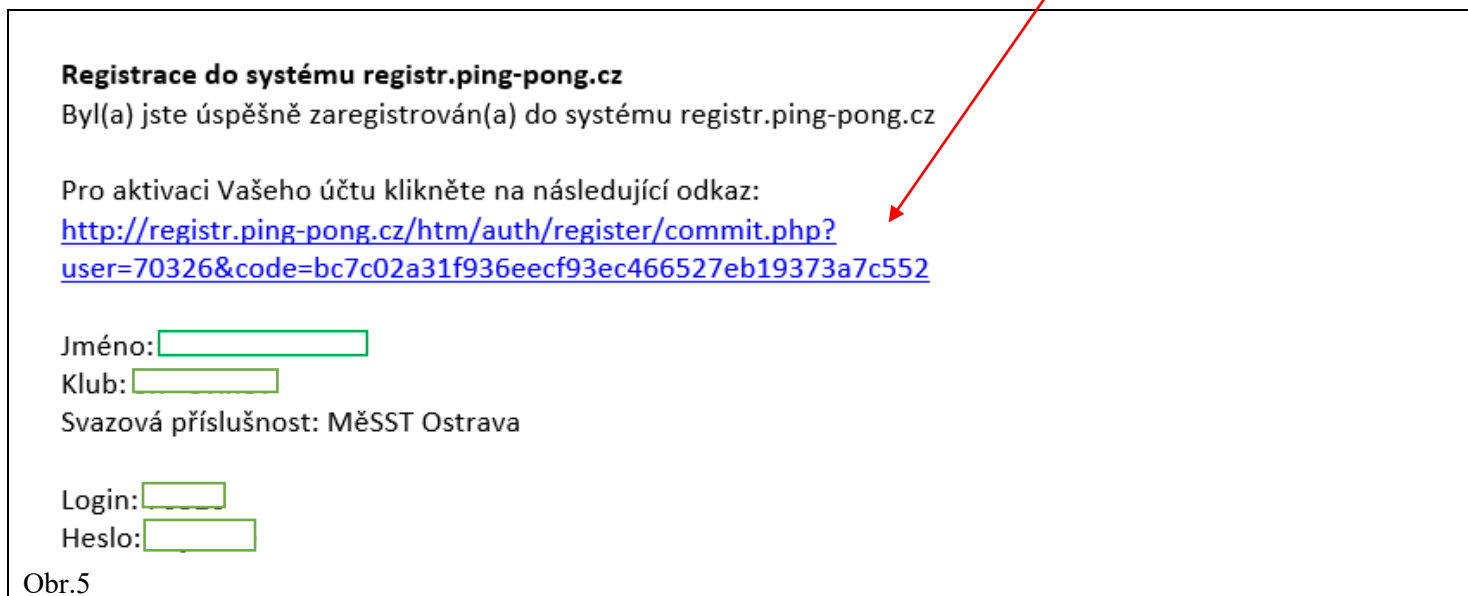 Registrace do systému registr.ping-pong.cz
Byl(a) jste úspěšně zaregistrován(a) do systému registr.ping-pong.cz
Pro aktivaci Vašeho účtu klikněte na následující odkaz:
http://registr.ping-pong.cz/htm/auth/register/commit.php?
user=70326&code=bc7c02a31f936eecf93ec466527eb19373a7c552
Jméno:
Klub:
Svazová příslušnost: MěSST Ostrava
Login:
Heslo:
Obr.5